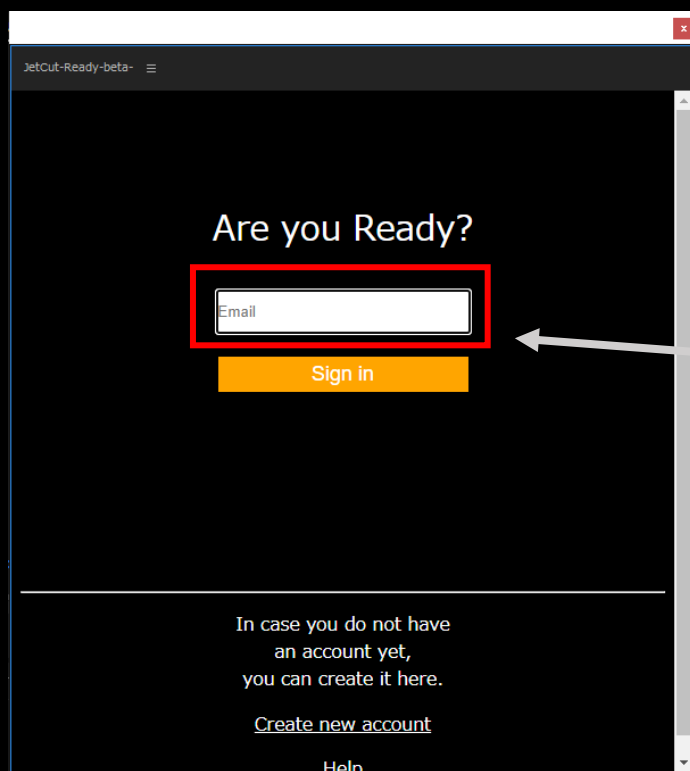 JetCut-Ready-beta-
Are you Ready?
Email
Sign in
In case you do not have
an account yet,
you can create it here.
Create new account
Help